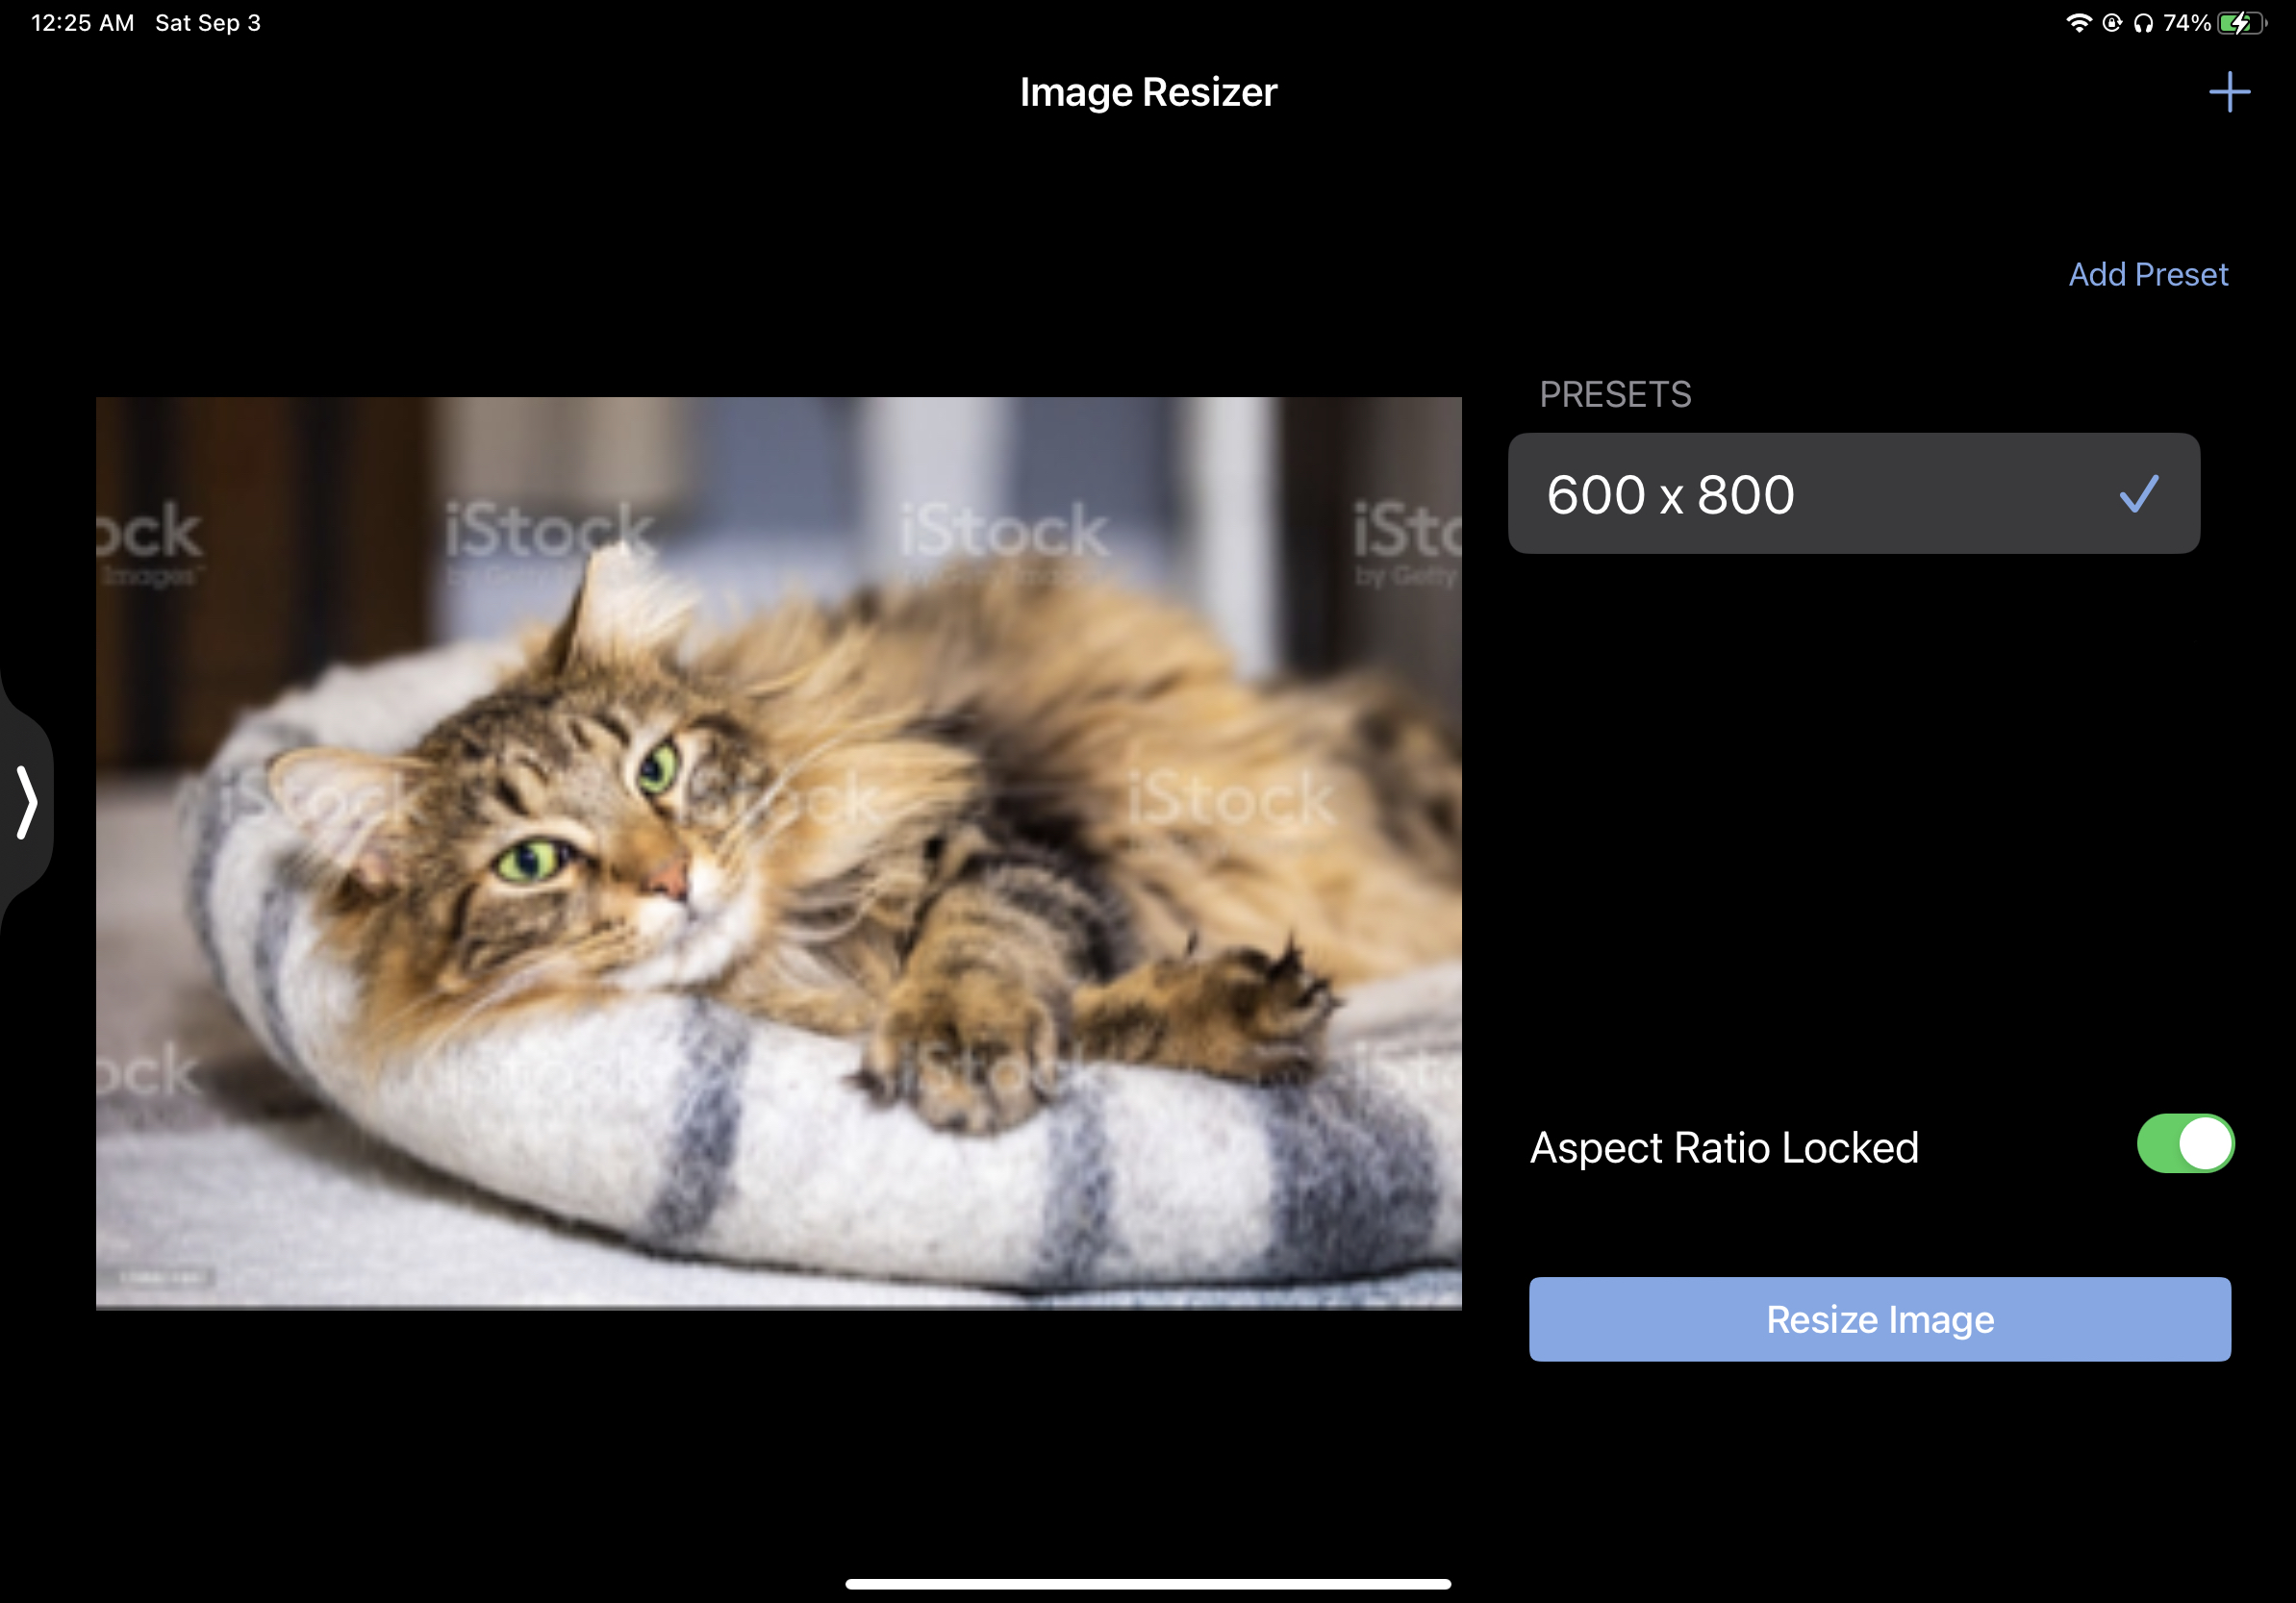 12:25 AM Sat Sep 3
74%
Image Resizer
Add Preset
PRESETS
600 x 800
ock iStock iStock iSto
Images by Getty by Getty
iStock iStock
ock iStock iSto
Aspect Ratio Locked
Resize Image